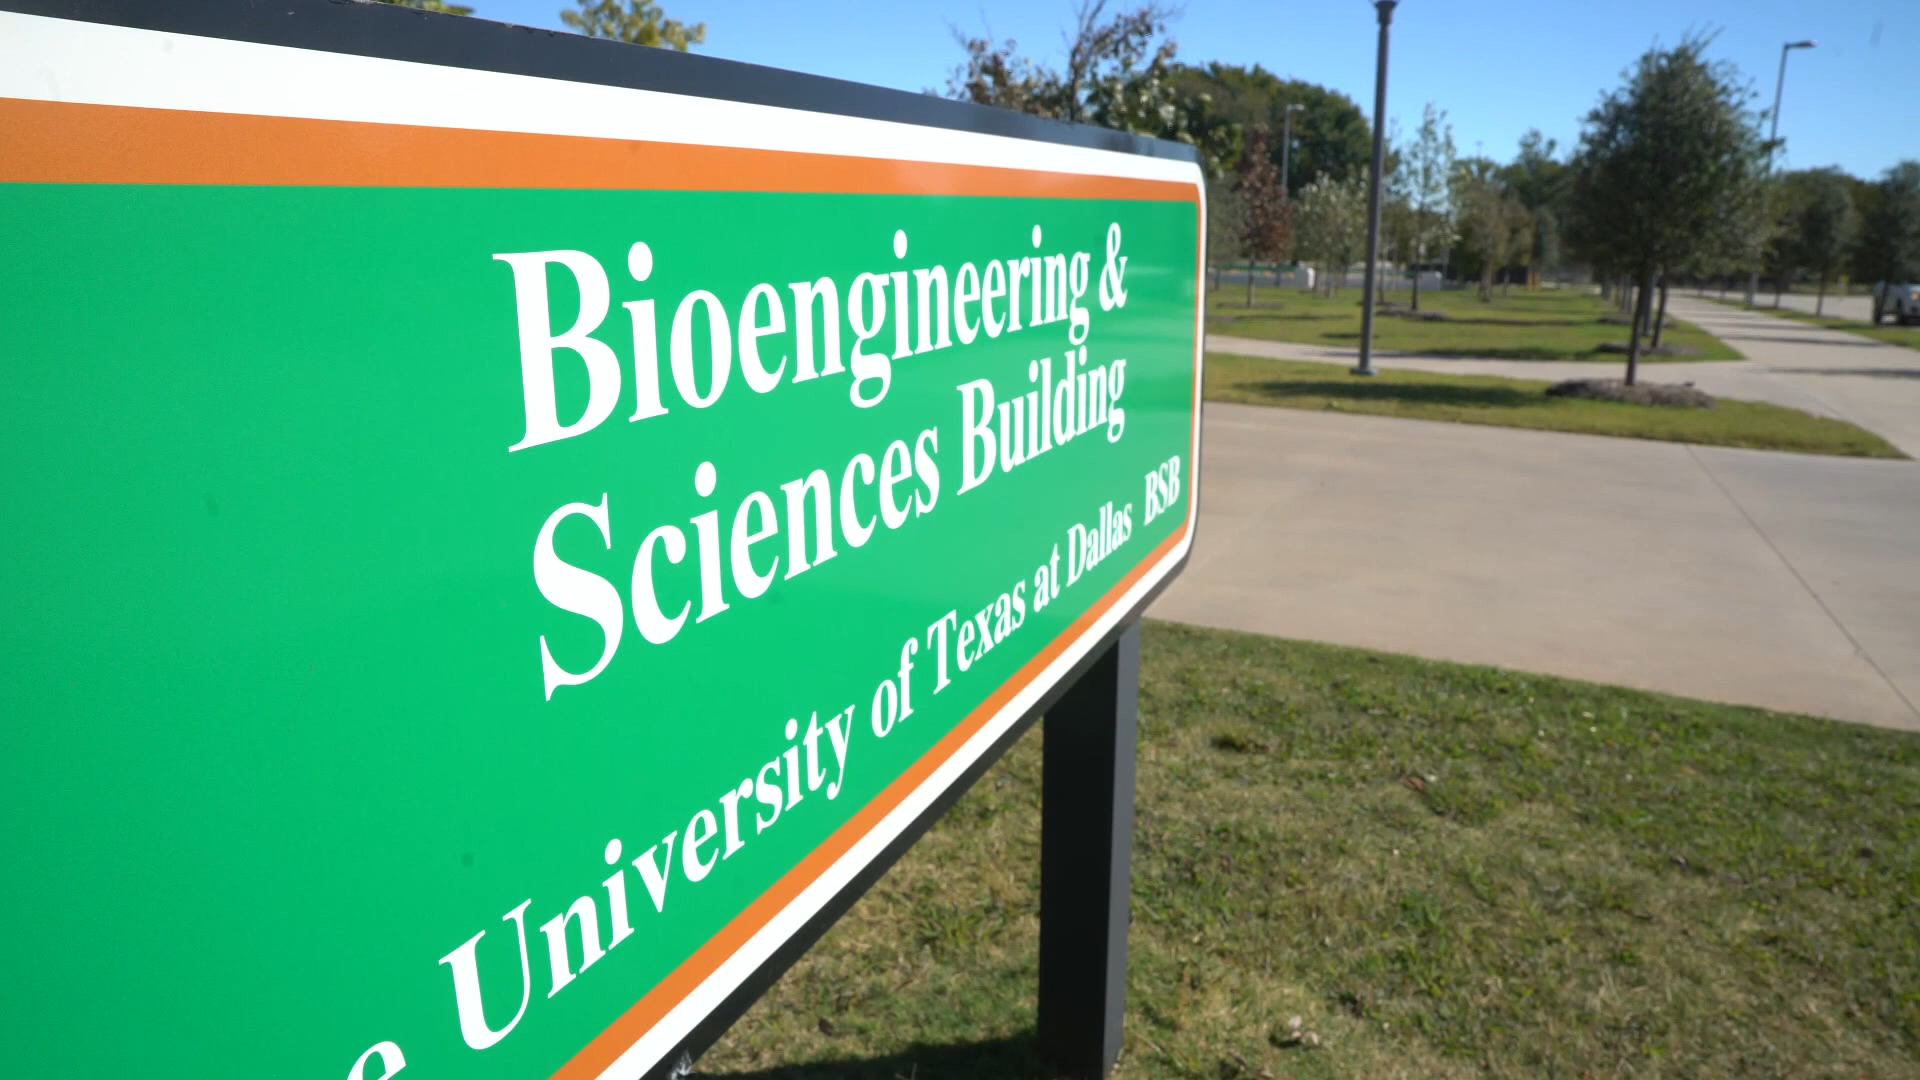 Bioengineering &
Sciences Building
e University of Texas at Dallas BSB